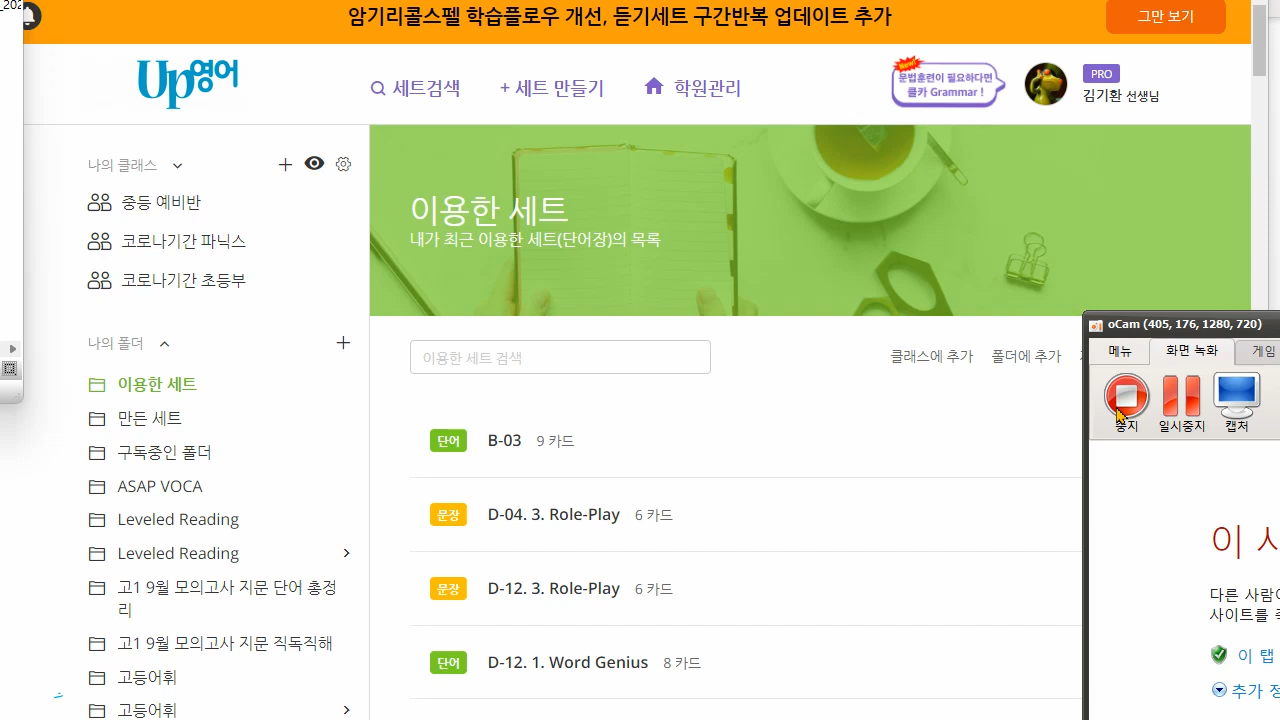 암기리콜스펠 학습플로우 개선, 듣기세트 구간반복 업데이트 추가
그만 보기
Up영어
세트검색
+ 세트 만들기
학원관리
New!
문법훈련이 필요하다면
클카 Grammar !
PRO
김기환 선생님
나의 클래스
중등 예비반
코로나기간 파닉스
코로나기간 초등부
나의 폴더
이용한 세트
만든 세트
구독중인 폴더
ASAP VOCA
Leveled Reading
Leveled Reading
고1 9월 모의고사 지문 단어 총정
리
고1 9월 모의고사 지문 직독직해
고등어휘
고등어휘
이용한 세트
내가 최근 이용한 세트(단어장)의 목록
이용한 세트 검색
클래스에 추가
폴더에 추가
단어 B-03 9 카드
문장 D-04. 3. Role-Play 6 카드
문장 D-12. 3. Role-Play 6 카드
단어 D-12. 1. Word Genius 8 카드
oCam (405, 176, 1280, 720)
메뉴
화면 녹화
게임
중지
일시중지
캡처
이 사
다른 사람이
사이트를
이 탭
추가 정